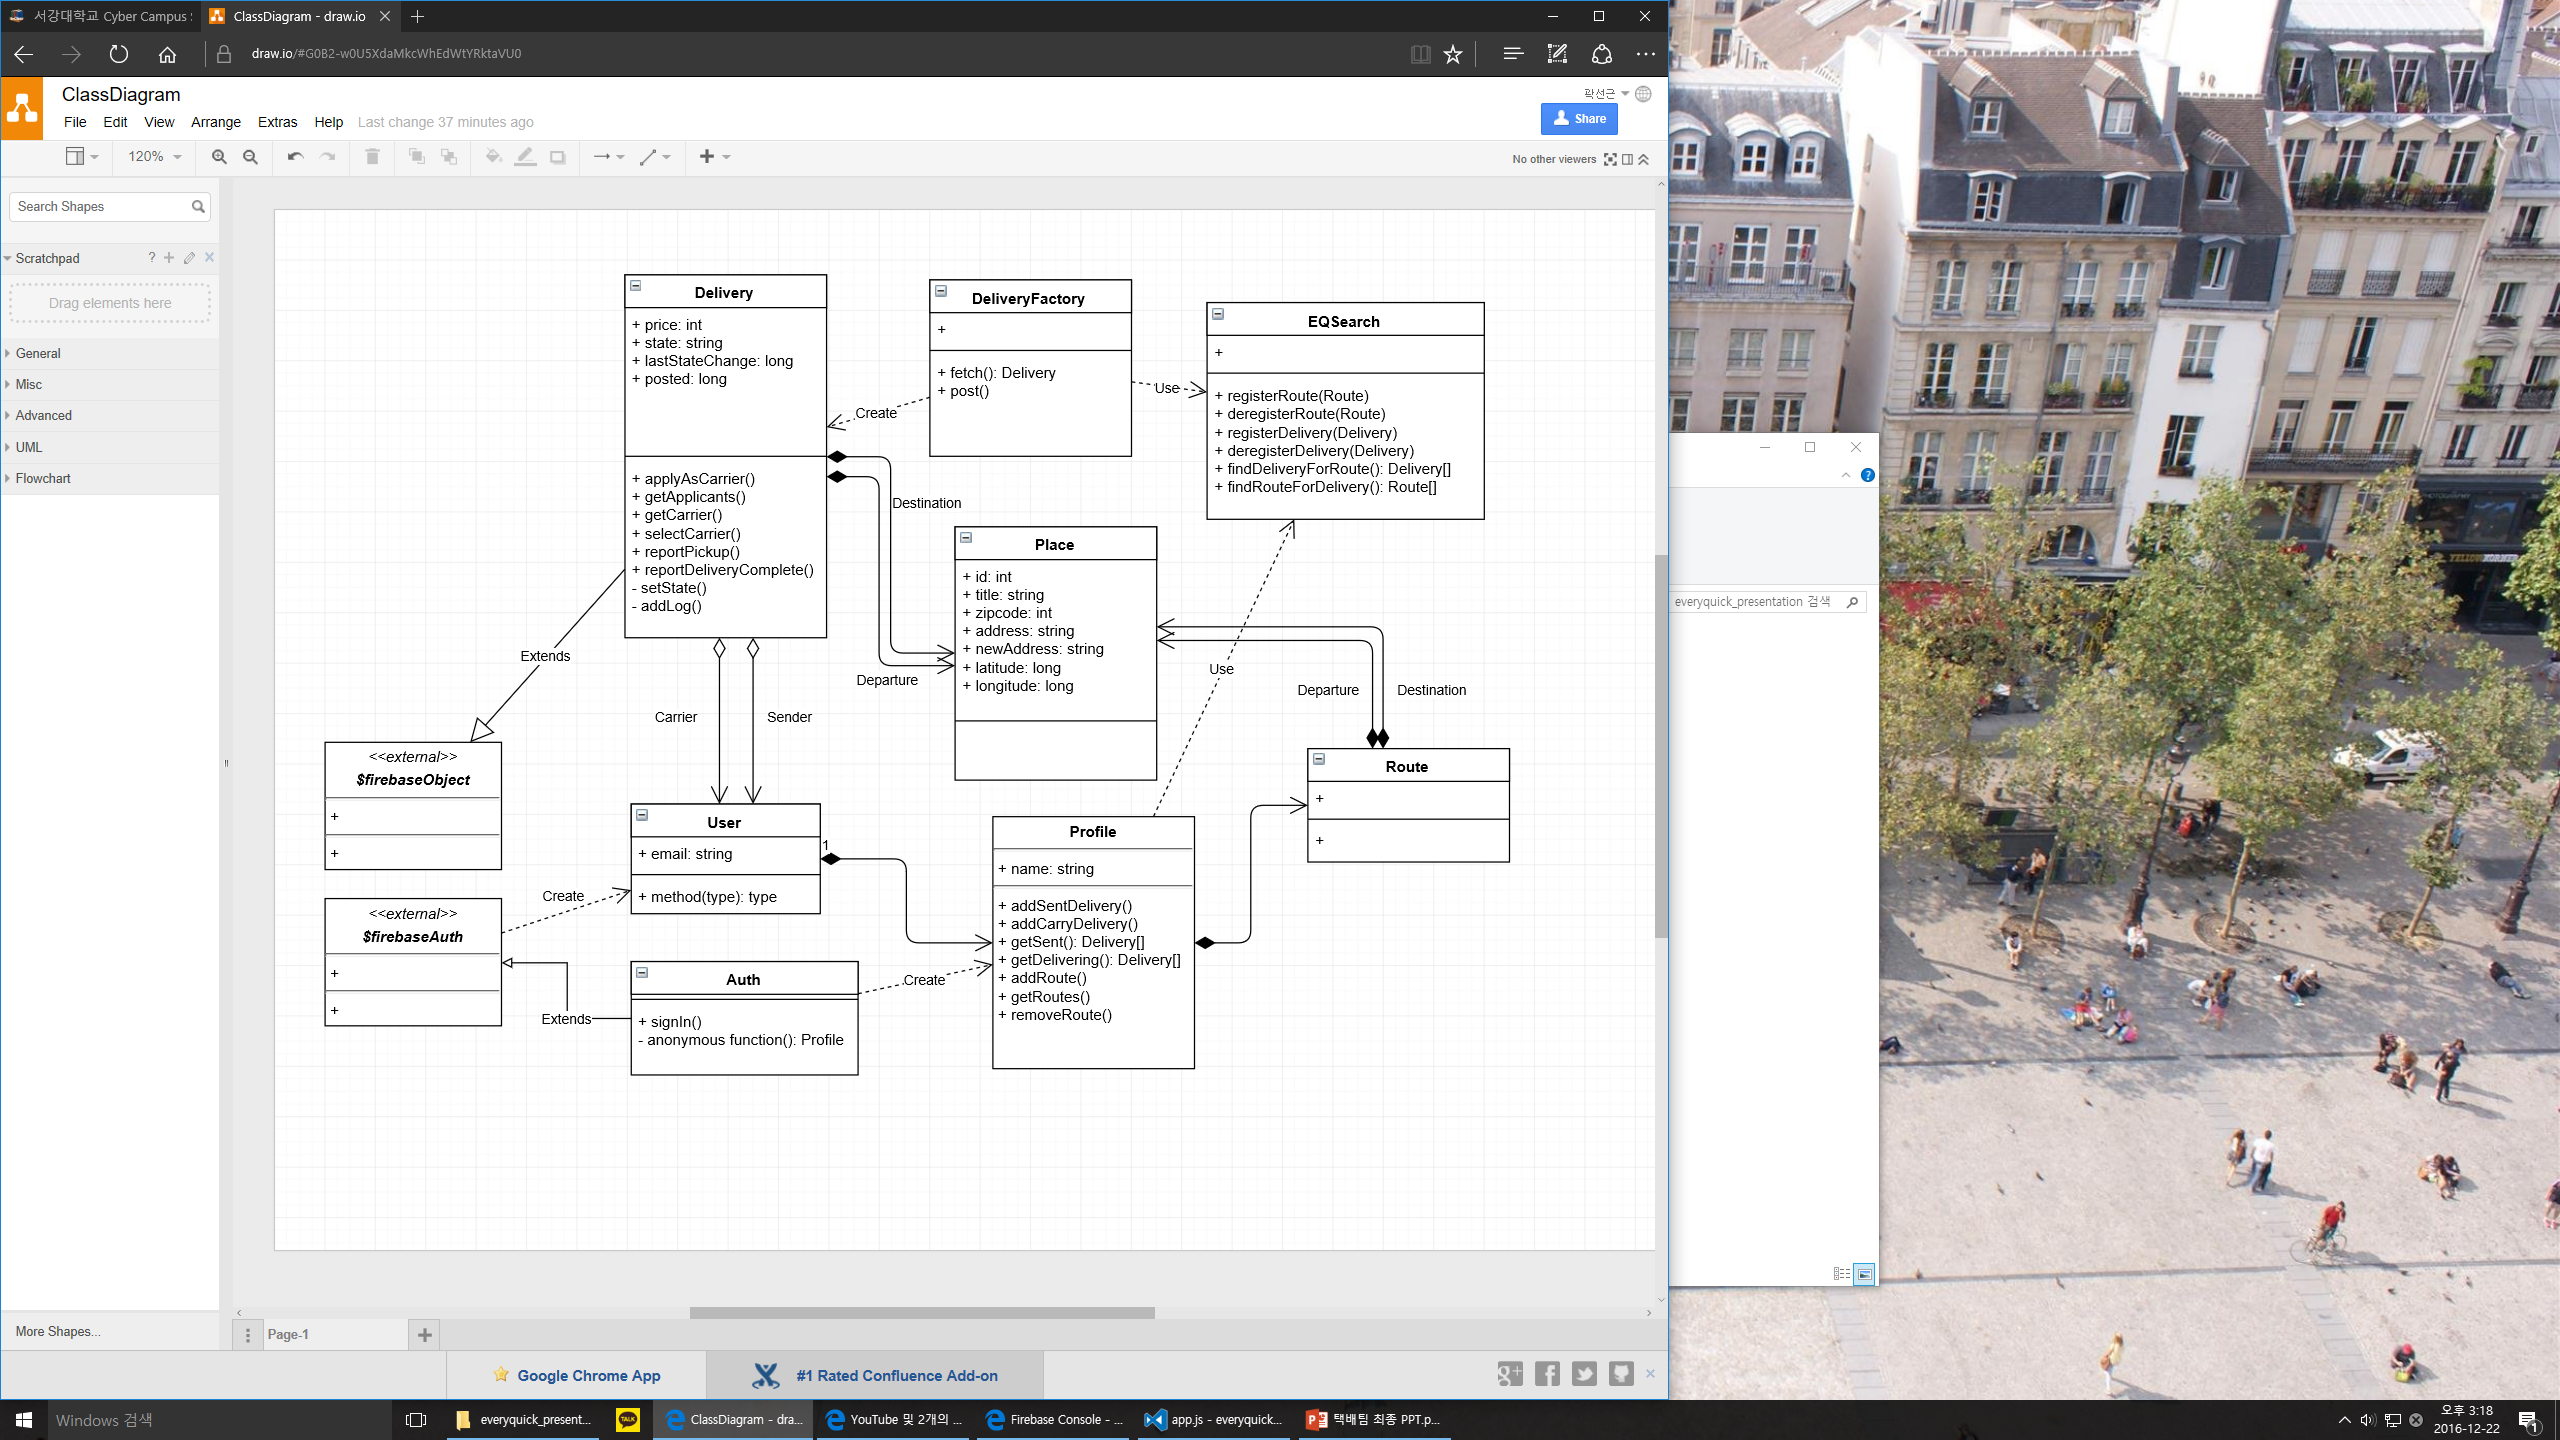 서강대학교 Cyber Campus
ClassDiagram - draw.io
draw.io/#G0B2-w0U5XdaMkcWhEdWtYRktaVU0
ClassDiagram
곽선근
File Edit View Arrange Extras Help Last change 37 minutes ago
Share
120%
No other viewers
Search Shapes
Scratchpad
?
Drag elements here
General
Misc
Advanced
UML
Flowchart
More Shapes...
Delivery
+ price: int
+ state: string
+ lastStateChange: long
+ posted: long
+ applyAsCarrier()
+ getApplicants()
+ getCarrier()
+ selectCarrier()
+ reportPickup()
+ reportDeliveryComplete()
- setState()
- addLog()
DeliveryFactory
+
+ fetch(): Delivery
+ post()
Create
Use
EQSearch
+
+ registerRoute(Route)
+ deregisterRoute(Route)
+ registerDelivery(Delivery)
+ deregisterDelivery(Delivery)
+ findDeliveryForRoute(): Delivery[]
+ findRouteForDelivery(): Route[]
Destination
Departure
Place
+ id: int
+ title: string
+ zipcode: int
+ address: string
+ newAddress: string
+ latitude: long
+ longitude: long
Extends
Carrier
Sender
Use
Departure
Destination
<<external>>
$firebaseObject
+
+
Route
+
+
User
+ email: string
+ method(type): type
1
Profile
+ name: string
+ addSentDelivery()
+ addCarryDelivery()
+ getSent(): Delivery[]
+ getDelivering(): Delivery[]
+ addRoute()
+ getRoutes()
+ removeRoute()
Create
<<external>>
$firebaseAuth
+
+
Extends
Auth
+ signIn()
- anonymous function(): Profile
Create
everyquick_presentation 검색
YELLOWKORNER
Page-1
Google Chrome App
#1 Rated Confluence Add-on
Windows 검색
everyquick_present...
TALK
ClassDiagram - dra...
YouTube 및 2개의 ...
Firebase Console - ...
app.js - everyquick...
택배팀 최종 PPT.p...
오후 3:18
2016-12-22
1